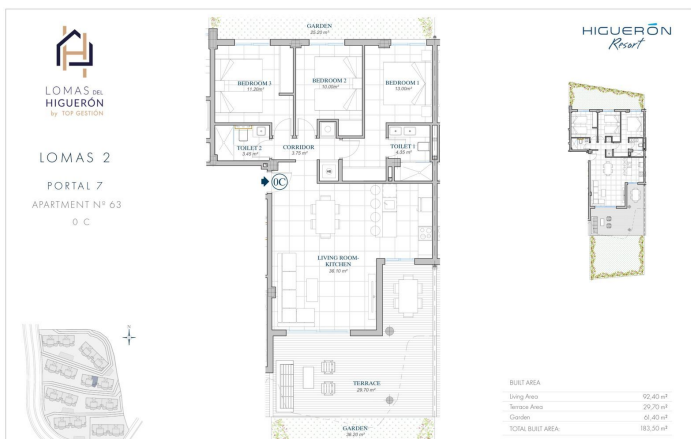 LOMAS DEL
HIGUERÓN
by TOP GESTIÓN
LOMAS 2
PORTAL 7
APARTMENT Nº 63
0 C
GARDEN
25.20 m²
BEDROOM 3
11.20m²
BEDROOM 2
10.00m²
BEDROOM 1
13.00m²
TOILET 2
3.40 m²
CORRIDOR
3.75 m²
TOILET 1
4.35 m²
0C
LIVING ROOM-
KITCHEN
38.10 m²
TERRACE
29.70 m²
GARDEN
36.20 m²
HIGUERÓN
Resort
BUILT AREA
Living Area 92,40 m²
Terrace Area 29,70 m²
Garden 61,40 m²
TOTAL BUILT AREA: 183,50 m²